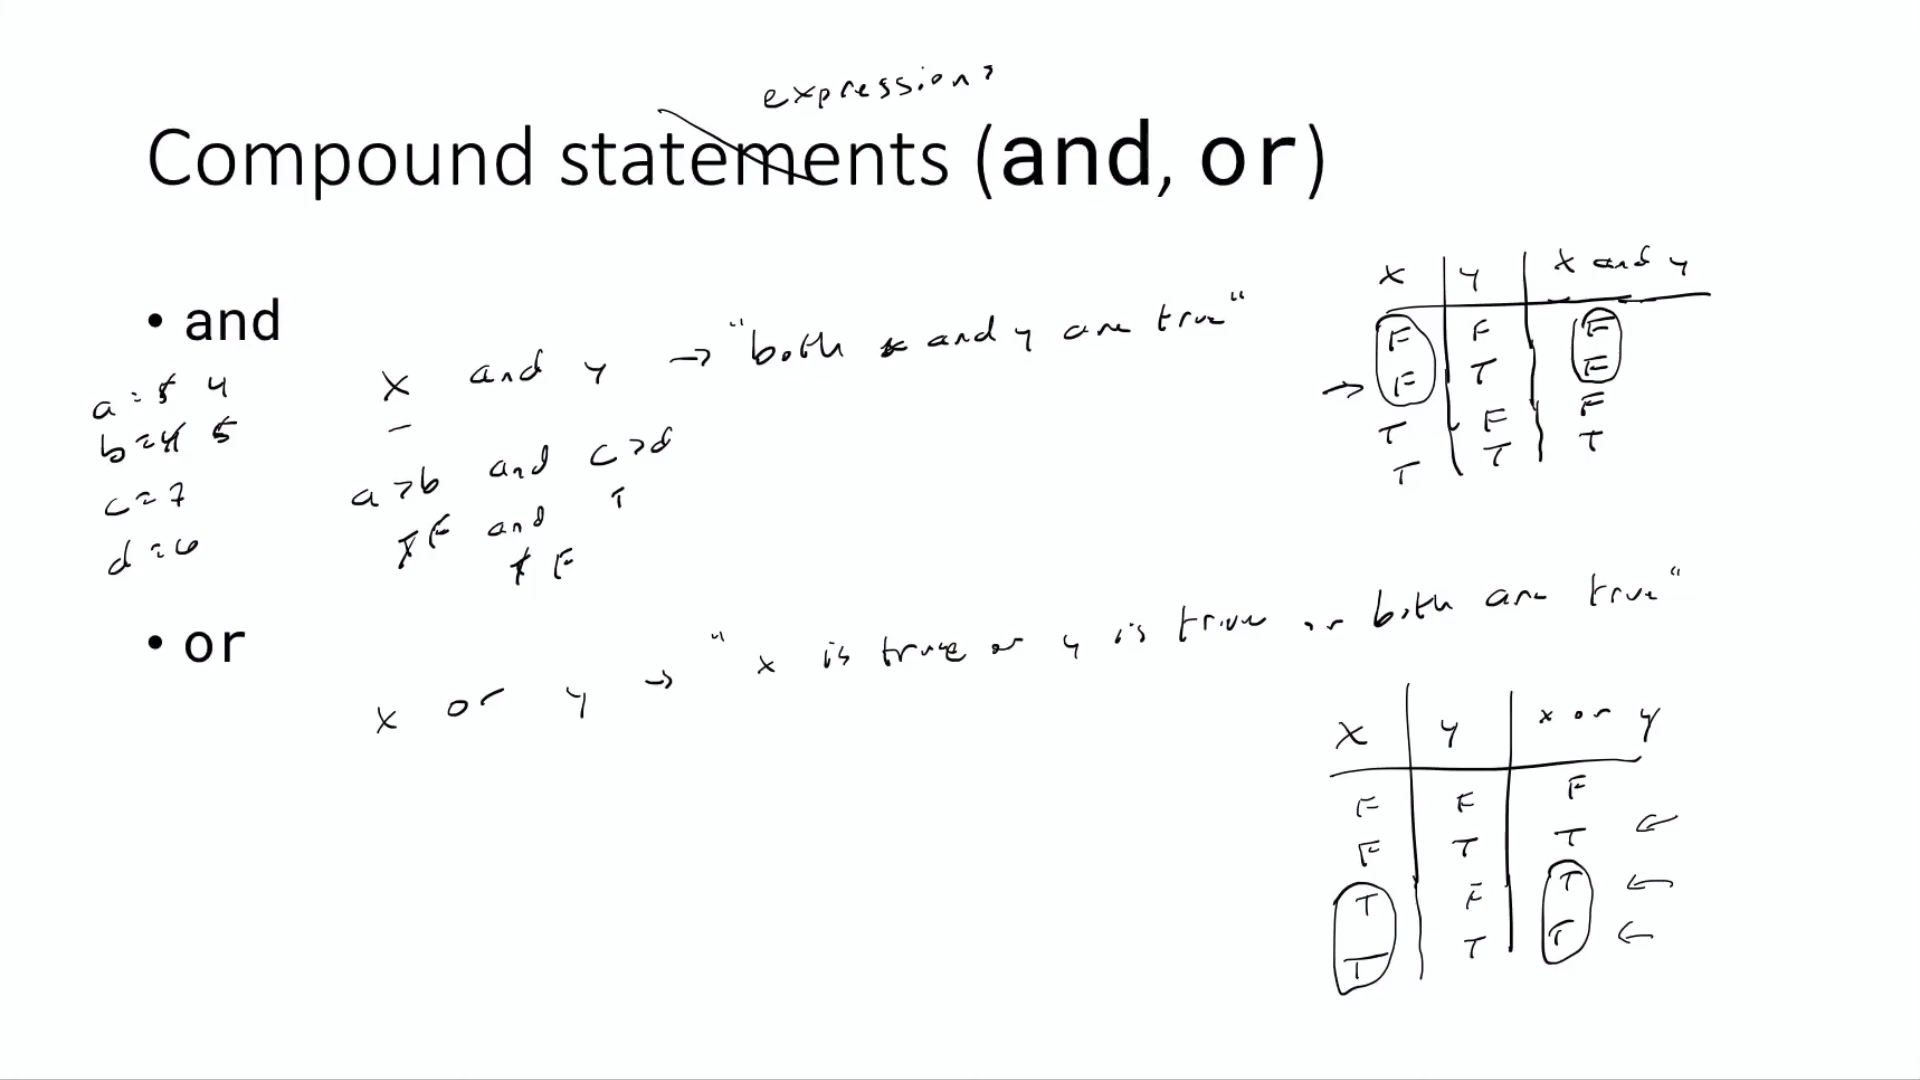 expressions
Compound statements (and, or)
• and
x and y → "both x and y are true"
a = 5 4
b = 4 5
c = 7
d = 6
a > b and c > d
T F and T
T F
x | y | x and y
F | F | F
F | T | F
T | F | F
T | T | T
• or
x or y → "x is true or y is true or both are true"
x | y | x or y
F | F | F
F | T | T ←
T | F | T ←
T | T | T ←